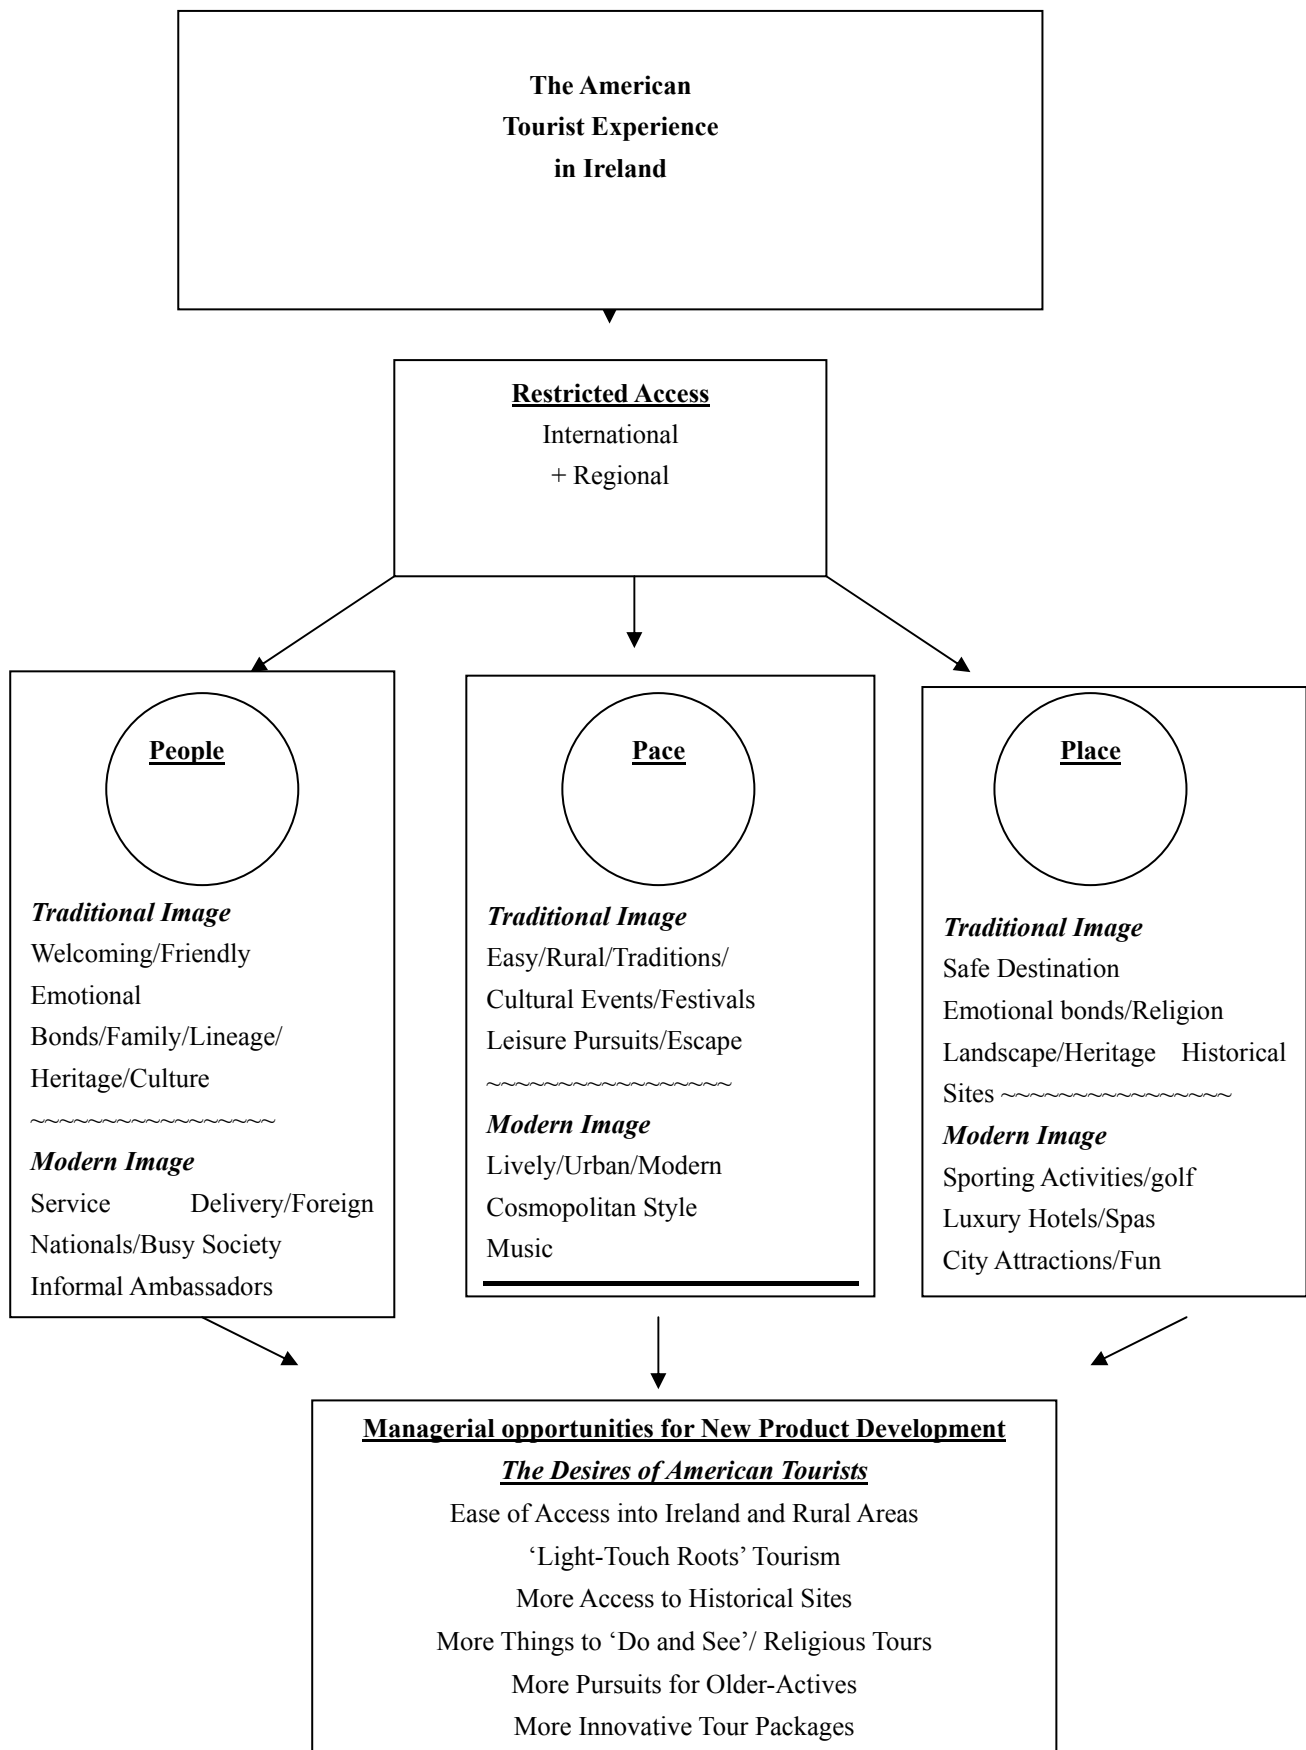 The American
Tourist Experience
in Ireland
Restricted Access
International
+ Regional
People
Traditional Image
Welcoming/Friendly
Emotional
Bonds/Family/Lineage/
Heritage/Culture
~~~~~~~~~~~~~~~~~
Modern Image
Service Delivery/Foreign
Nationals/Busy Society
Informal Ambassadors
Pace
Traditional Image
Easy/Rural/Traditions/
Cultural Events/Festivals
Leisure Pursuits/Escape
~~~~~~~~~~~~~~~~~
Modern Image
Lively/Urban/Modern
Cosmopolitan Style
Music
Place
Traditional Image
Safe Destination
Emotional bonds/Religion
Landscape/Heritage Historical
Sites ~~~~~~~~~~~~~~~~
Modern Image
Sporting Activities/golf
Luxury Hotels/Spas
City Attractions/Fun
Managerial opportunities for New Product Development
The Desires of American Tourists
Ease of Access into Ireland and Rural Areas
‘Light-Touch Roots’ Tourism
More Access to Historical Sites
More Things to ‘Do and See’/ Religious Tours
More Pursuits for Older-Actives
More Innovative Tour Packages